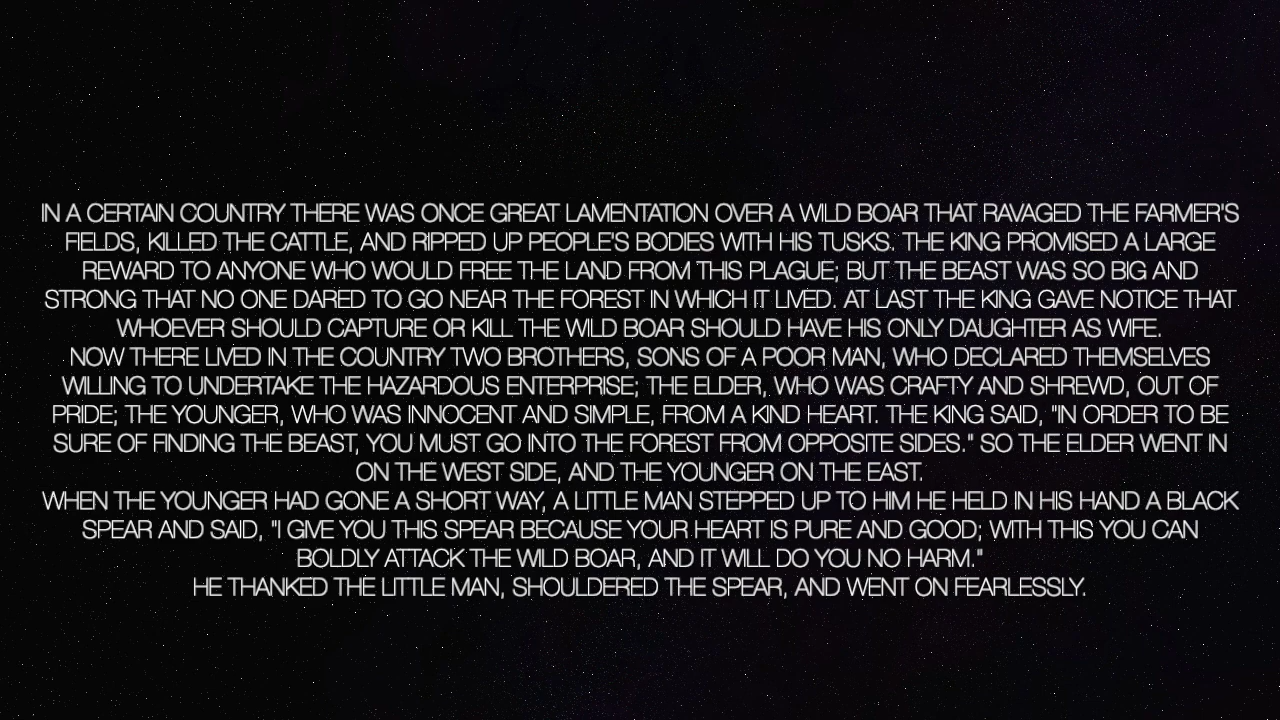 IN A CERTAIN COUNTRY THERE WAS ONCE GREAT LAMENTATION OVER A WILD BOAR THAT RAVAGED THE FARMER'S
FIELDS, KILLED THE CATTLE, AND RIPPED UP PEOPLE'S BODIES WITH HIS TUSKS. THE KING PROMISED A LARGE
REWARD TO ANYONE WHO WOULD FREE THE LAND FROM THIS PLAGUE; BUT THE BEAST WAS SO BIG AND
STRONG THAT NO ONE DARED TO GO NEAR THE FOREST IN WHICH IT LIVED. AT LAST THE KING GAVE NOTICE THAT
WHOEVER SHOULD CAPTURE OR KILL THE WILD BOAR SHOULD HAVE HIS ONLY DAUGHTER AS WIFE.
NOW THERE LIVED IN THE COUNTRY TWO BROTHERS, SONS OF A POOR MAN, WHO DECLARED THEMSELVES
WILLING TO UNDERTAKE THE HAZARDOUS ENTERPRISE; THE ELDER, WHO WAS CRAFTY AND SHREWD, OUT OF
PRIDE; THE YOUNGER, WHO WAS INNOCENT AND SIMPLE, FROM A KIND HEART. THE KING SAID, "IN ORDER TO BE
SURE OF FINDING THE BEAST, YOU MUST GO INTO THE FOREST FROM OPPOSITE SIDES." SO THE ELDER WENT IN
ON THE WEST SIDE, AND THE YOUNGER ON THE EAST.
WHEN THE YOUNGER HAD GONE A SHORT WAY, A LITTLE MAN STEPPED UP TO HIM HE HELD IN HIS HAND A BLACK
SPEAR AND SAID, "I GIVE YOU THIS SPEAR BECAUSE YOUR HEART IS PURE AND GOOD; WITH THIS YOU CAN
BOLDLY ATTACK THE WILD BOAR, AND IT WILL DO YOU NO HARM."
HE THANKED THE LITTLE MAN, SHOULDERED THE SPEAR, AND WENT ON FEARLESSLY.